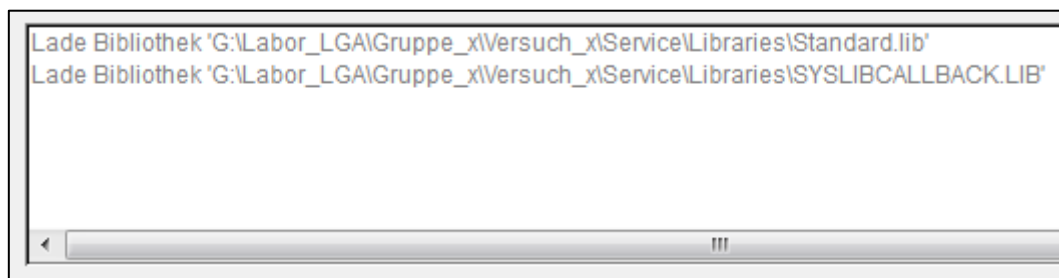 Lade Bibliothek 'G:\Labor_LGA\Gruppe_x\Versuch_x\Service\Libraries\Standard.lib'
Lade Bibliothek 'G:\Labor_LGA\Gruppe_x\Versuch_x\Service\Libraries\SYSLIBCALLBACK.LIB'